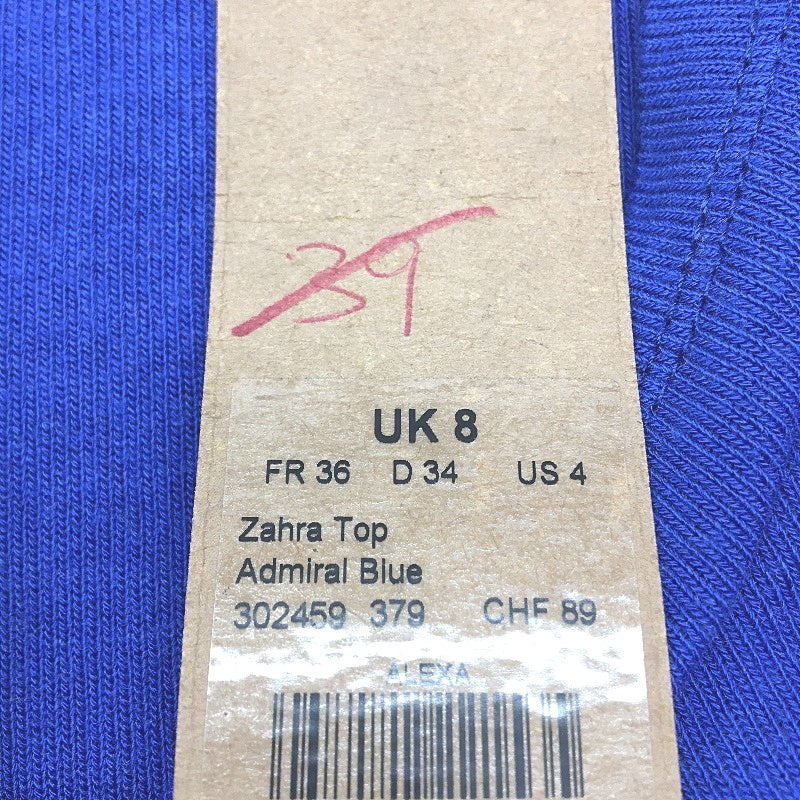 39
UK 8
FR 36 D 34 US 4
Zahra Top
Admiral Blue
302459 379 CHF 89
ALEXA